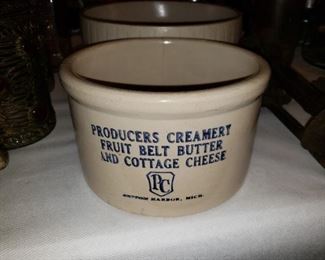 PRODUCERS CREAMERY
FRUIT BELT BUTTER
AND COTTAGE CHEESE
PC
BENTON HARBOR, MICH.